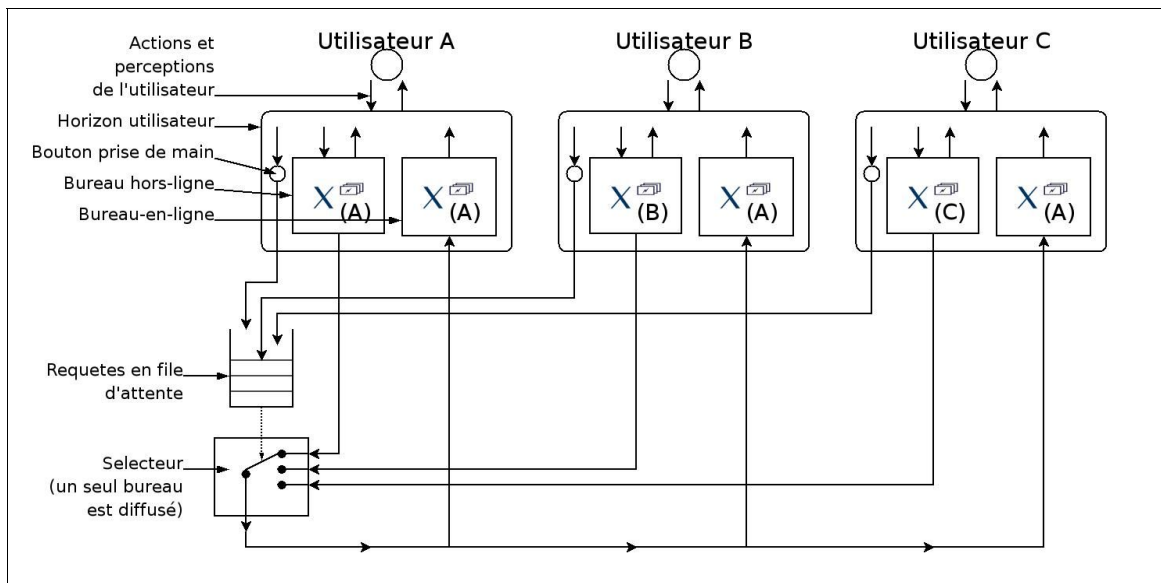 Utilisateur A
Utilisateur B
Utilisateur C
Actions et
perceptions
de l'utilisateur
Horizon utilisateur
Bouton prise de main
Bureau hors-ligne
Bureau-en-ligne
X (A)
X (A)
X (B)
X (A)
X (C)
X (A)
Requetes en file
d'attente
Selecteur
(un seul bureau
est diffusé)